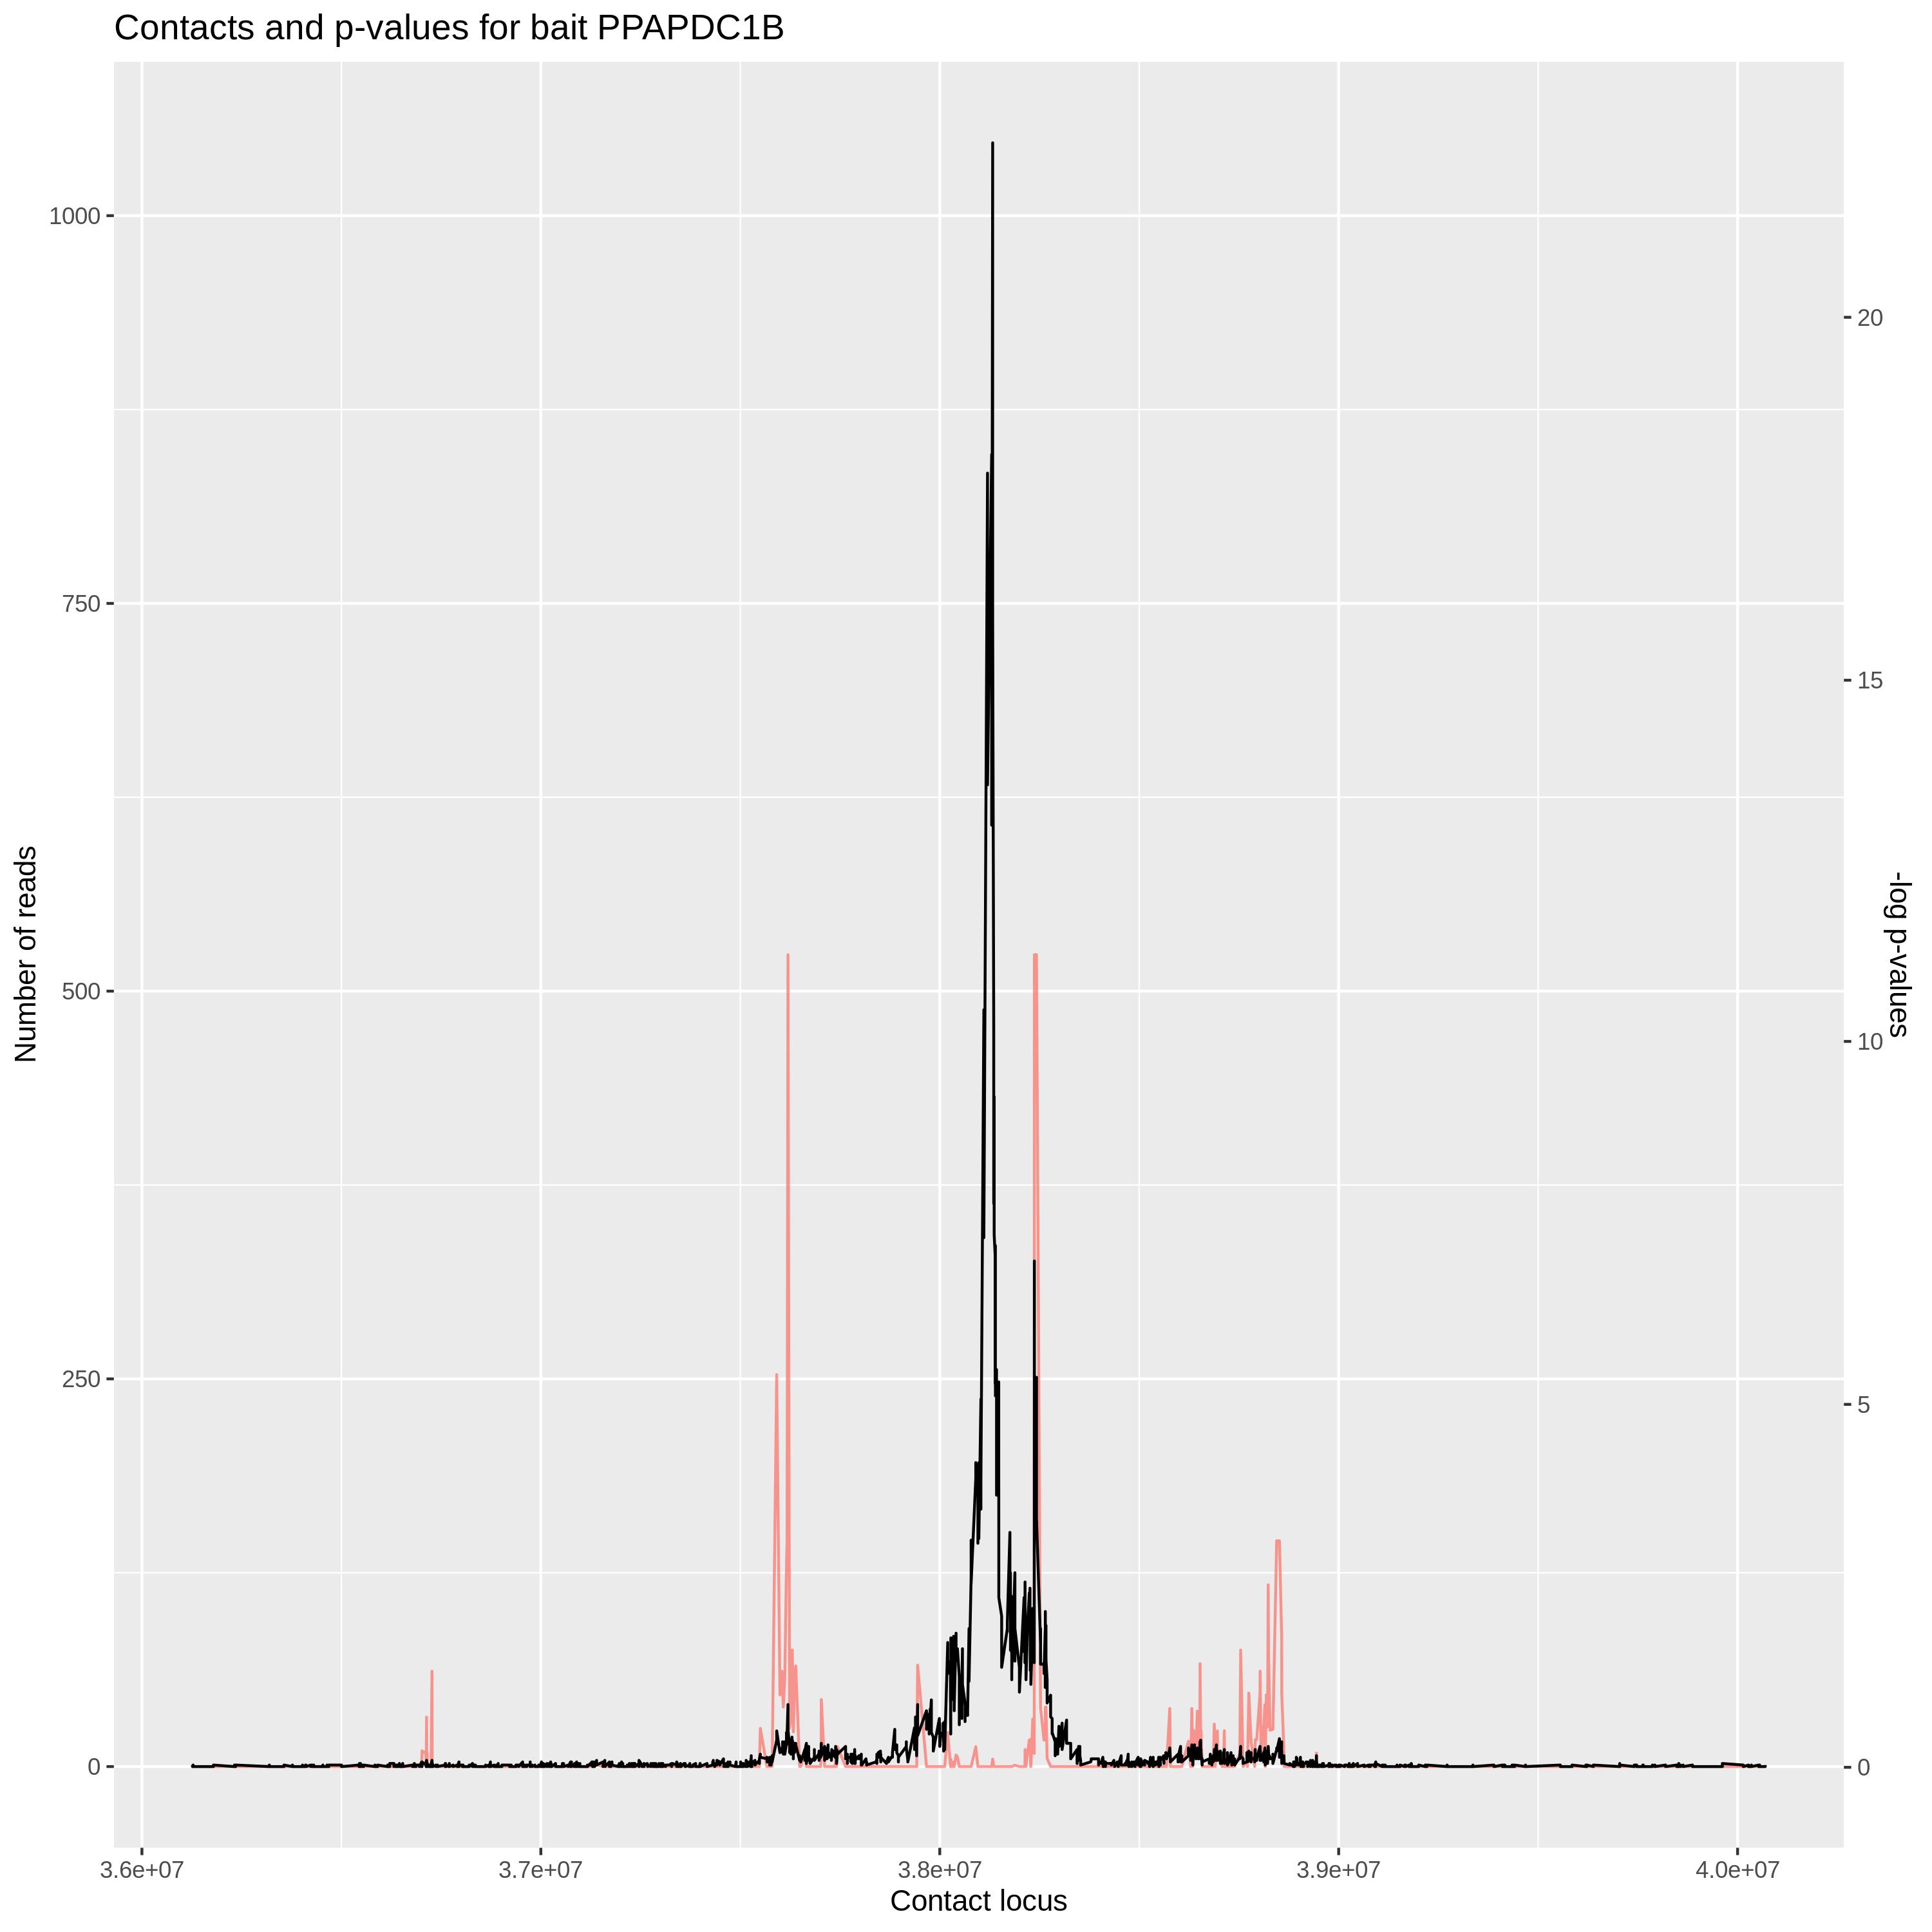 Contacts and p-values for bait PPAPDC1B
1000
750
500
250
0
Number of reads
20
15
10
5
0
-log p-values
3.6e+07 3.7e+07 3.8e+07 3.9e+07 4.0e+07
Contact locus